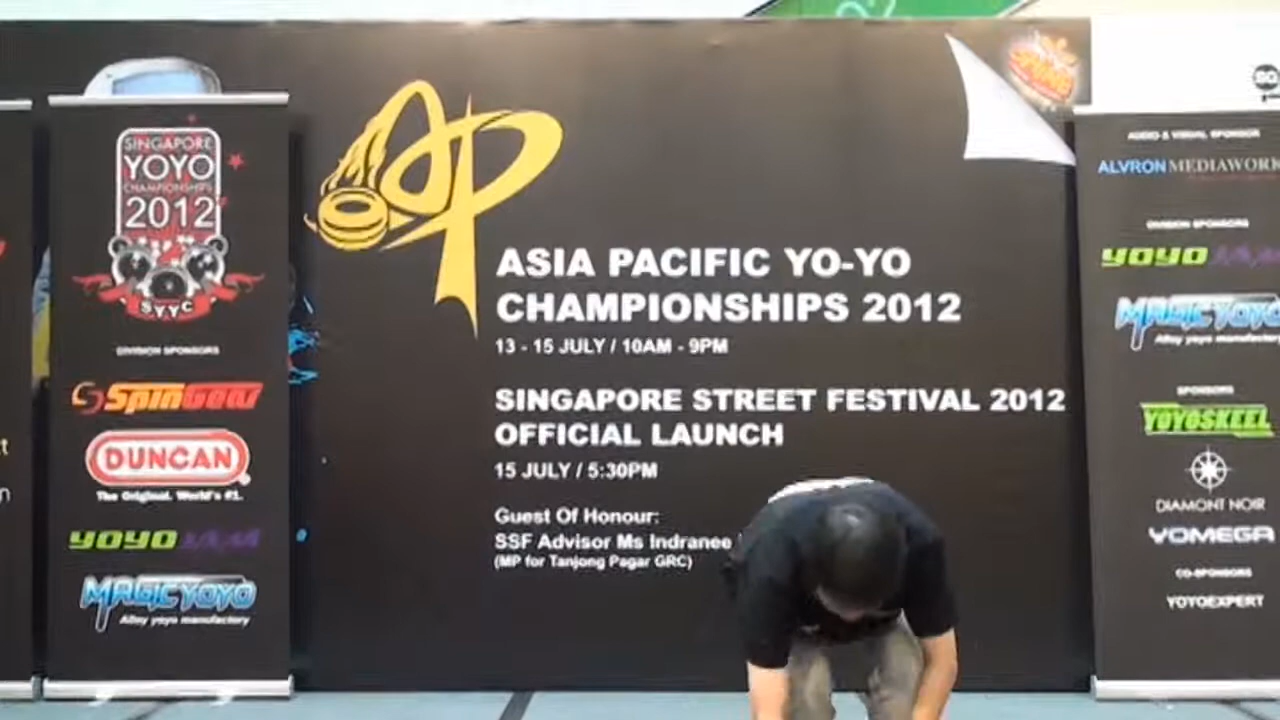 SINGAPORE
YOYO
CHAMPIONSHIPS
2012
SYYC
DIVISION SPONSORS
SPINGEAR
DUNCAN
The Original. World's #1.
YOYOJAM
MAGICYOYO
Alloy yoyo manufactory
AP
ASIA PACIFIC YO-YO
CHAMPIONSHIPS 2012
13 - 15 JULY / 10AM - 9PM
SINGAPORE STREET FESTIVAL 2012
OFFICIAL LAUNCH
15 JULY / 5:30PM
Guest Of Honour:
SSF Advisor Ms Indranee
(MP for Tanjong Pagar GRC)
AUDIO & VISUAL SPONSOR
ALVRON MEDIAWORK
DIVISION SPONSORS
YOYOJAM
MAGICYOYO
Alloy yoyo manufactory
SPONSORS
YOYOSKEEL
DIAMONT NOIR
YOMEGA
CO-SPONSORS
YOYOEXPERT